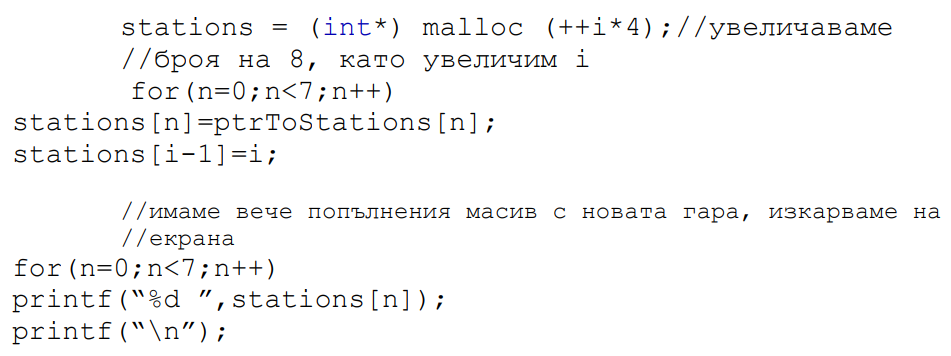 stations = (int*) malloc (++i*4);//увеличаваме
//броя на 8, като увеличим i
for(n=0;n<7;n++)
stations[n]=ptrToStations[n];
stations[i-1]=i;
//имаме вече попълнения масив с новата гара, изкарваме на
//екрана
for(n=0;n<7;n++)
printf(“%d ”,stations[n]);
printf(“\n”);